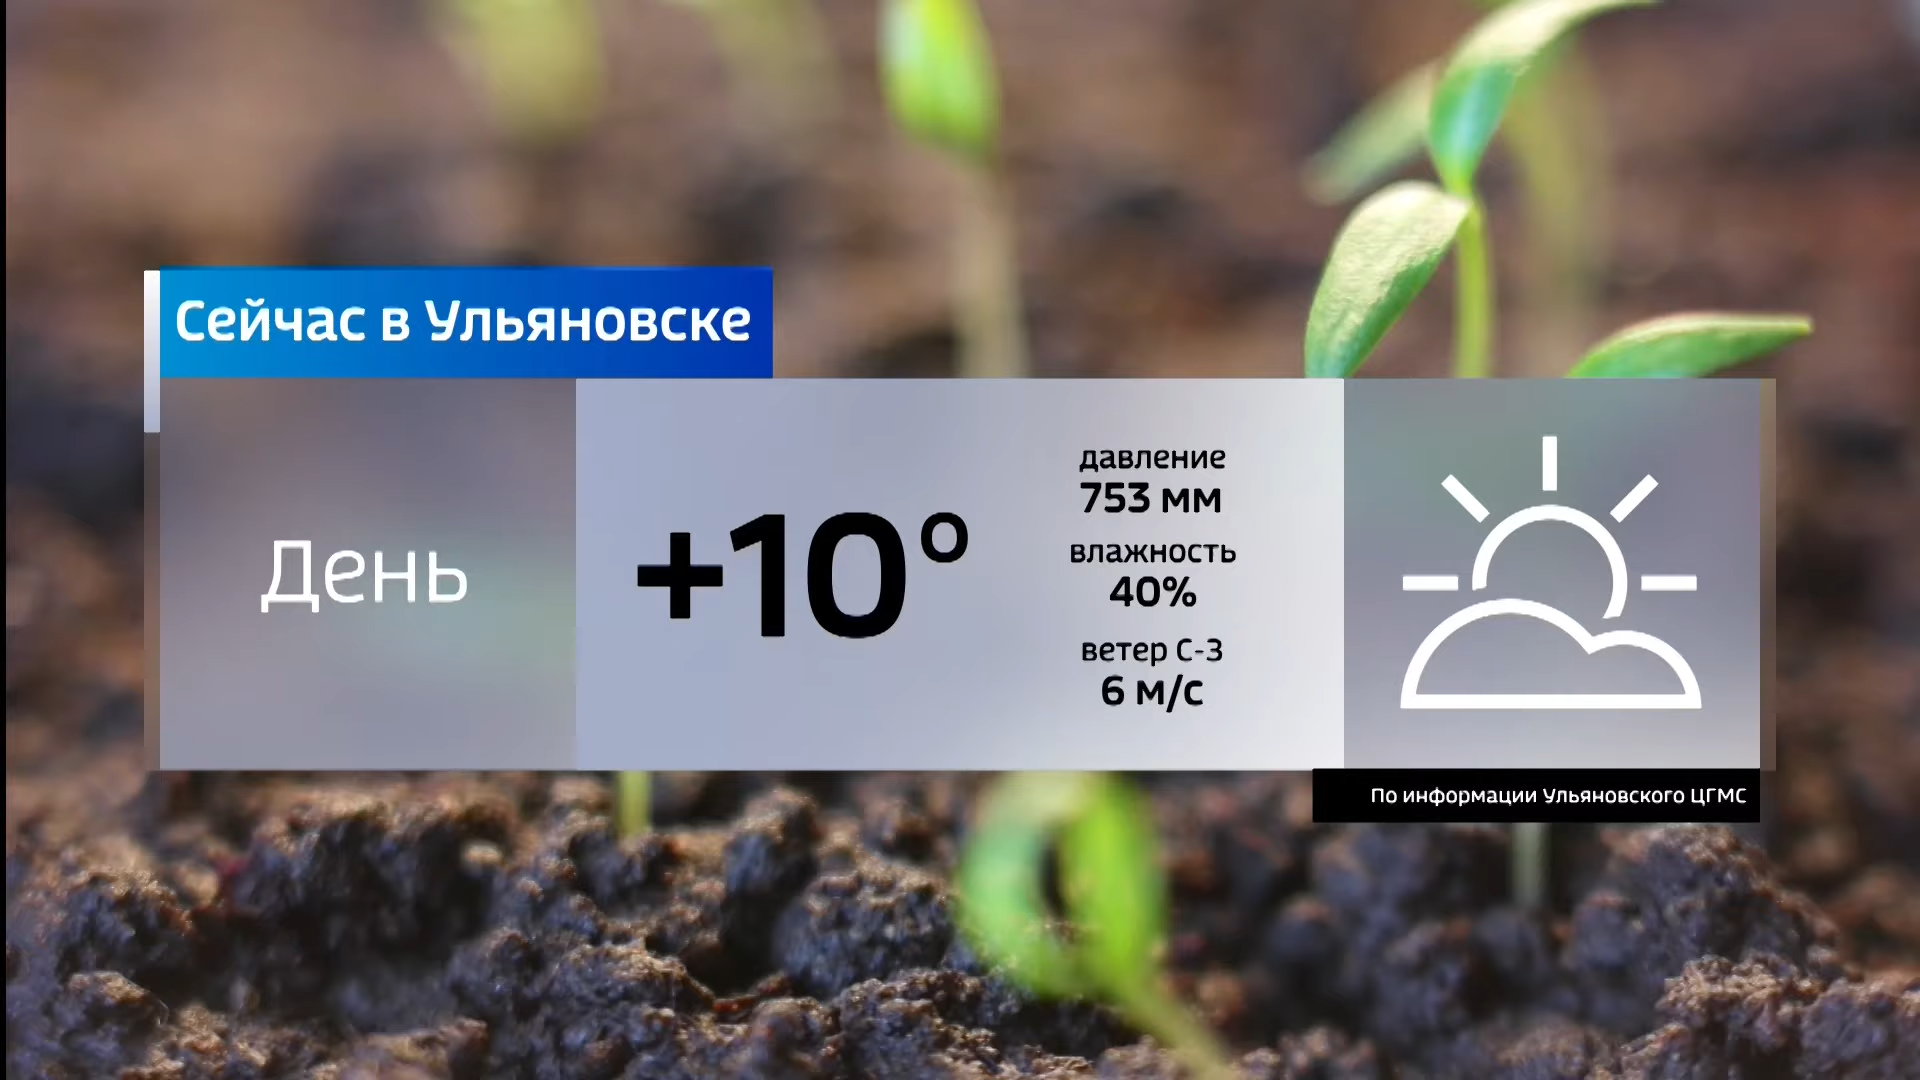 Сейчас в Ульяновске
День
+10°
давление
753 мм
влажность
40%
ветер С-З
6 м/с
По информации Ульяновского ЦГМС